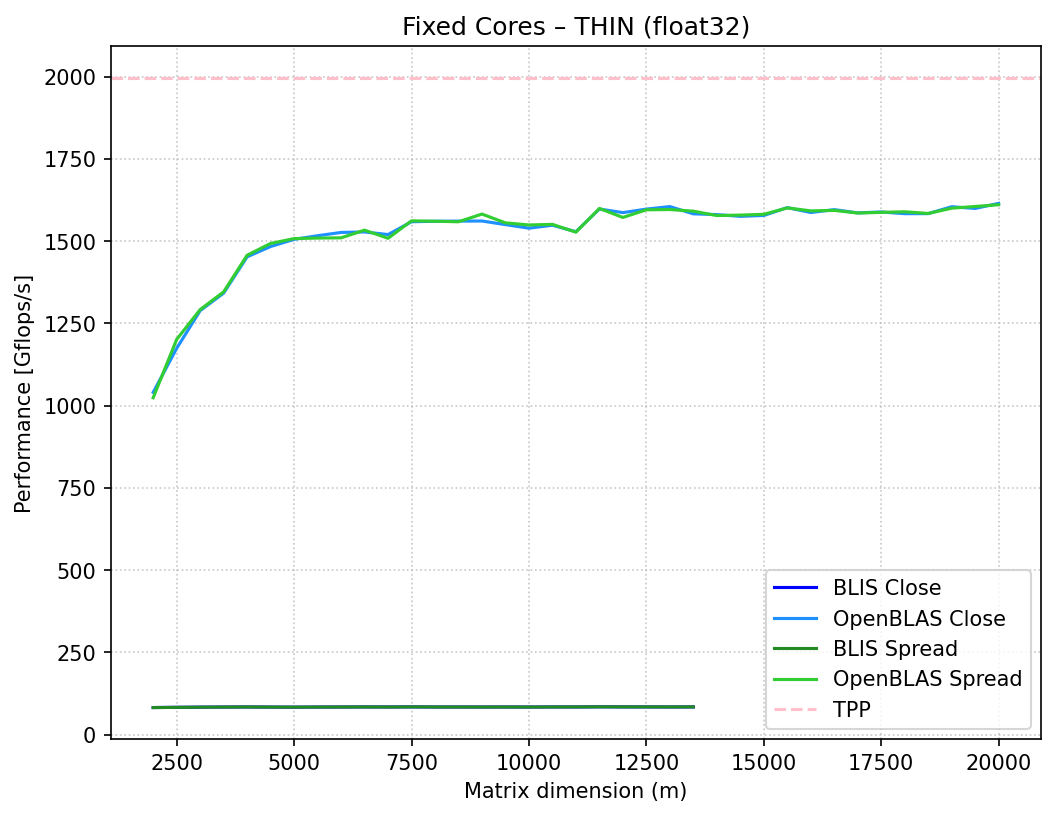 Fixed Cores – THIN (float32)
Performance [Gflops/s]
2000
1750
1500
1250
1000
750
500
250
0
2500 5000 7500 10000 12500 15000 17500 20000
Matrix dimension (m)
BLIS Close
OpenBLAS Close
BLIS Spread
OpenBLAS Spread
TPP